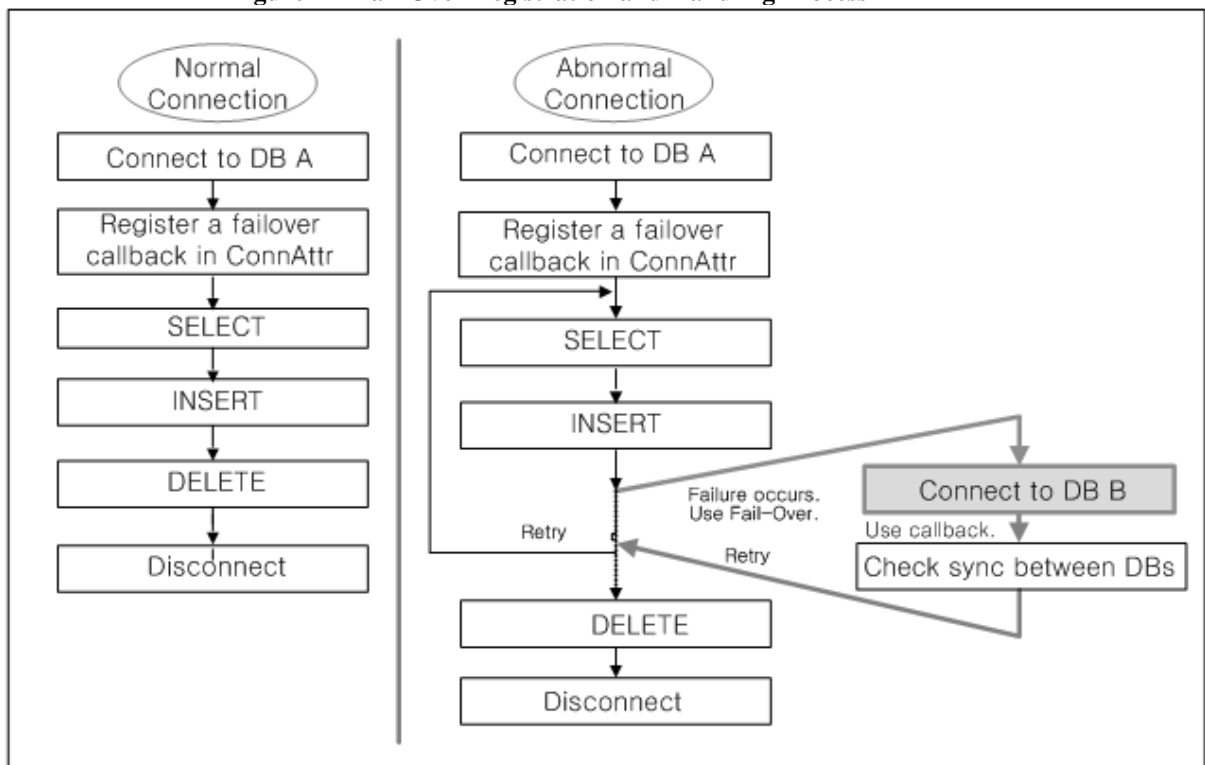 Normal
Connection
Connect to DB A
Register a failover
callback in ConnAttr
SELECT
INSERT
DELETE
Disconnect
Abnormal
Connection
Connect to DB A
Register a failover
callback in ConnAttr
SELECT
INSERT
Failure occurs.
Use Fail-Over.
Connect to DB B
Use callback.
Check sync between DBs
Retry
Retry
DELETE
Disconnect